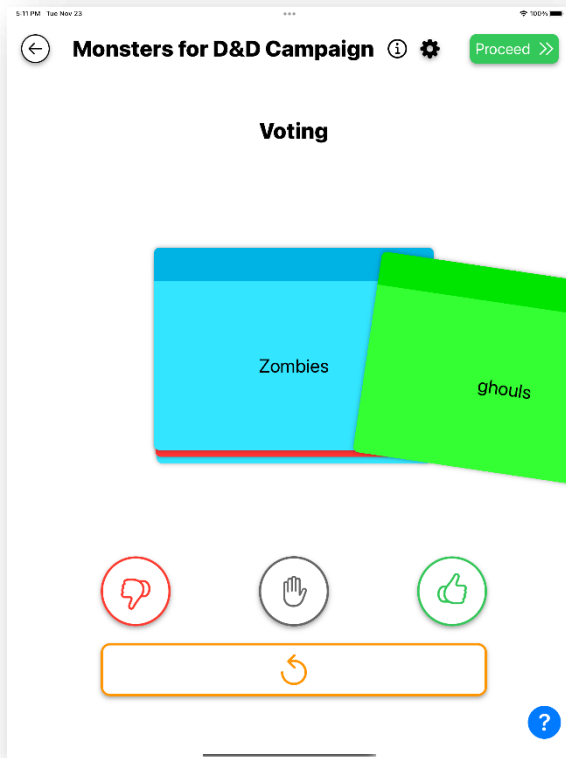 5:11 PM Tue Nov 23
100%
Monsters for D&D Campaign
Proceed
Voting
Zombies
ghouls
?